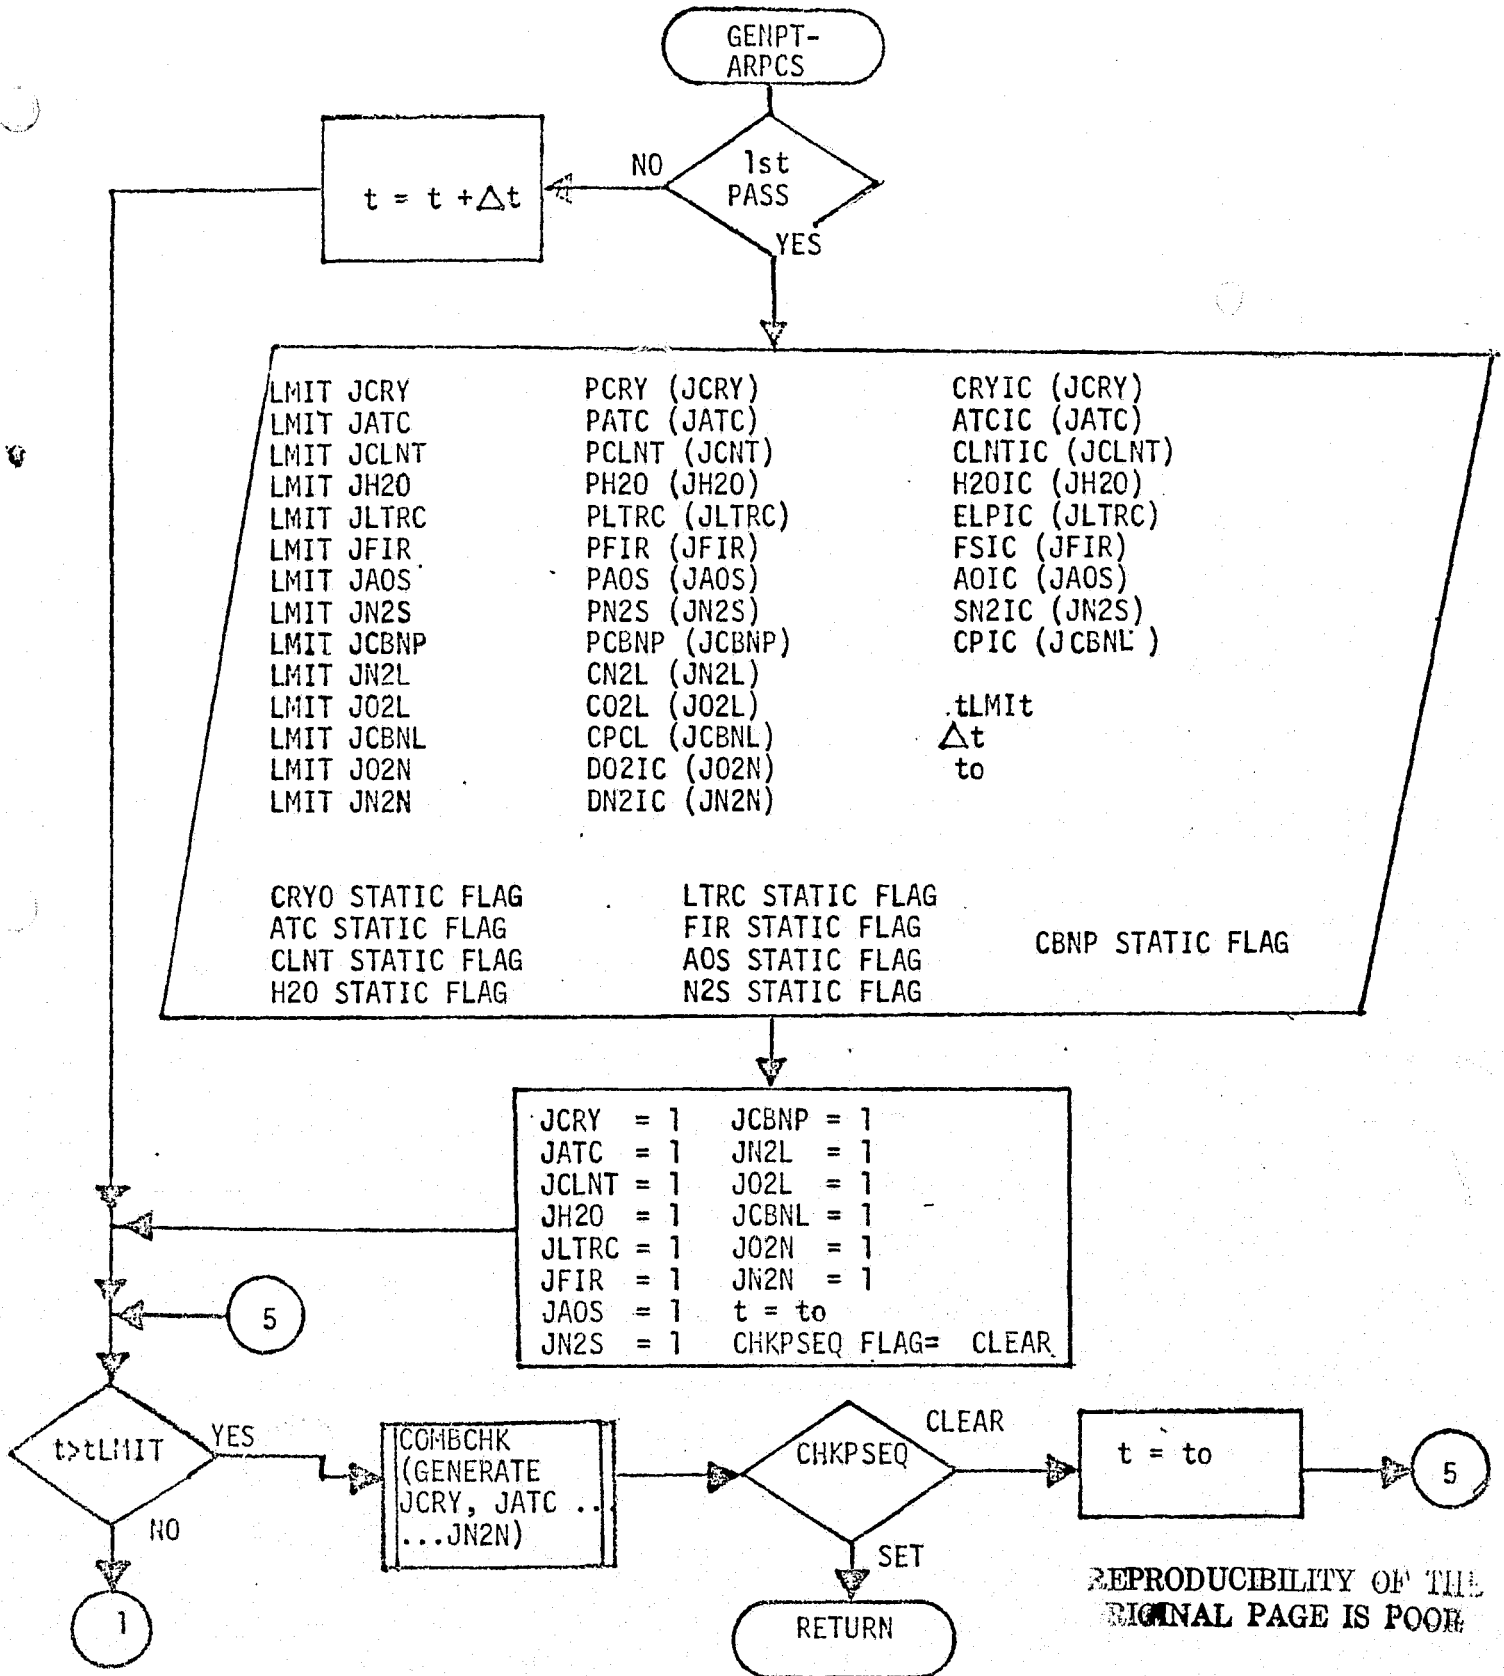 GENPT-
ARPCS
1st
PASS
NO
YES
t = t +Δt
LMIT JCRY PCRY (JCRY) CRYIC (JCRY)
LMIT JATC PATC (JATC) ATCIC (JATC)
LMIT JCLNT PCLNT (JCNT) CLNTIC (JCLNT)
LMIT JH2O PH2O (JH2O) H2OIC (JH2O)
LMIT JLTRC PLTRC (JLTRC) ELPIC (JLTRC)
LMIT JFIR PFIR (JFIR) FSIC (JFIR)
LMIT JAOS PAOS (JAOS) AOIC (JAOS)
LMIT JN2S PN2S (JN2S) SN2IC (JN2S)
LMIT JCBNP PCBNP (JCBNP) CPIC (JCBNL )
LMIT JN2L CN2L (JN2L)
LMIT JO2L CO2L (JO2L) tLMIt
LMIT JCBNL CPCL (JCBNL) Δt
LMIT JO2N DO2IC (JO2N) to
LMIT JN2N DN2IC (JN2N)
CRYO STATIC FLAG LTRC STATIC FLAG
ATC STATIC FLAG FIR STATIC FLAG
CBNP STATIC FLAG
CLNT STATIC FLAG AOS STATIC FLAG
H2O STATIC FLAG N2S STATIC FLAG
JCRY = 1 JCBNP = 1
JATC = 1 JN2L = 1
JCLNT = 1 JO2L = 1
JH2O = 1 JCBNL = 1
JLTRC = 1 JO2N = 1
JFIR = 1 JN2N = 1
JAOS = 1 t = to
JN2S = 1 CHKPSEQ FLAG= CLEAR
5
t>tLMIT
YES
NO
1
COMBCHK
(GENERATE
JCRY, JATC ..
...JN2N)
CHKPSEQ
CLEAR
SET
RETURN
t = to
5
REPRODUCIBILITY OF THE
ORIGINAL PAGE IS POOR